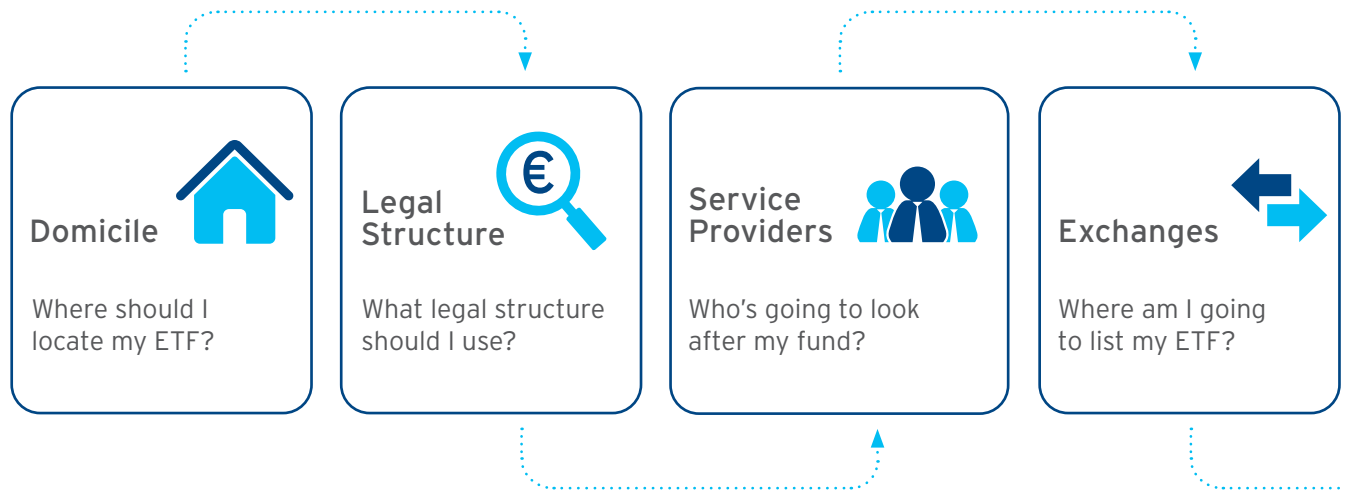 Domicile
Where should I
locate my ETF?
€
Legal
Structure
What legal structure
should I use?
Service
Providers
Who's going to look
after my fund?
Exchanges
Where am I going
to list my ETF?